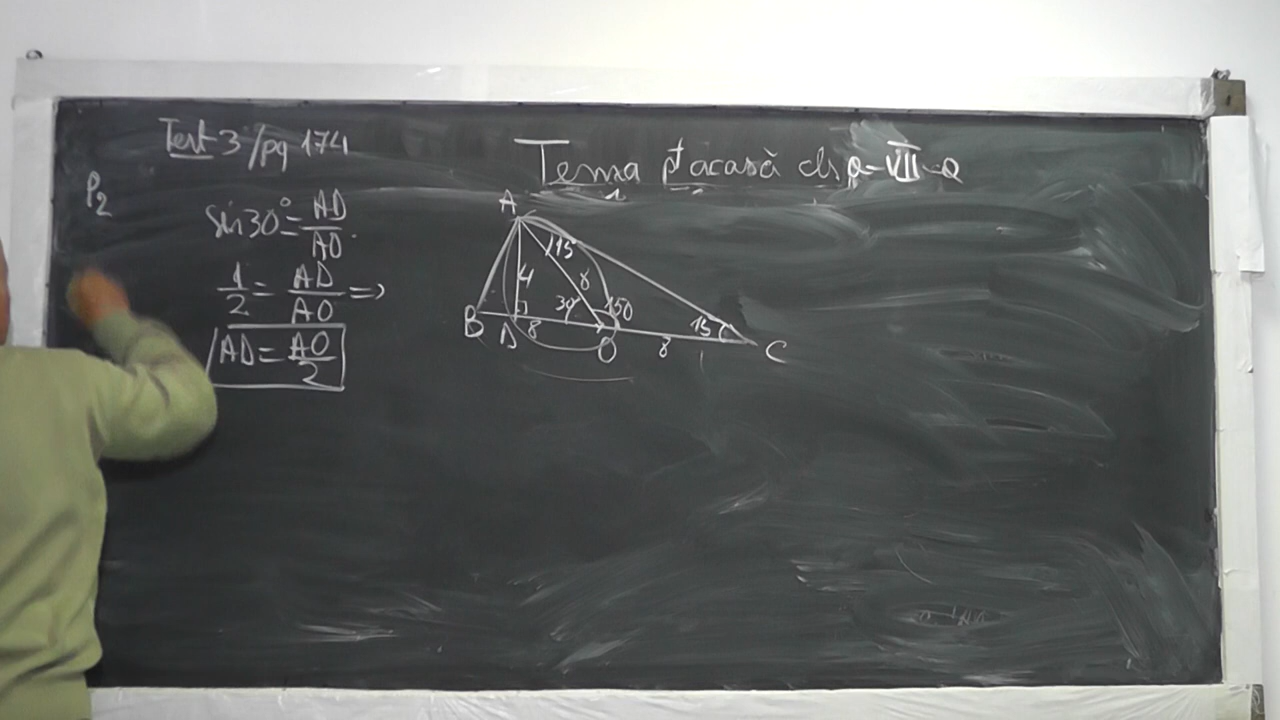 Test 3/pg 174
Tema pt acasă cls a-VII-a
P2
sin 30° = AD/AO
1/2 = AD/AO =>
AD = AO/2
A
15
4
8
30
150
15
B
D
8
O
8
C